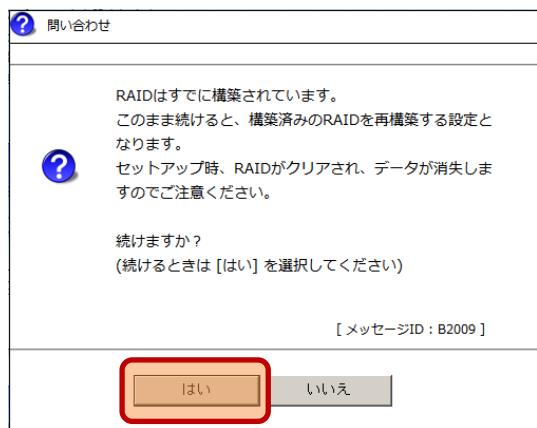 問い合わせ
RAIDはすでに構築されています。
このまま続けると、構築済みのRAIDを再構築する設定と
なります。
セットアップ時、RAIDがクリアされ、データが消失しま
すのでご注意ください。
続けますか？
(続けるときは [はい] を選択してください)
[ メッセージID：B2009 ]
はい
いいえ